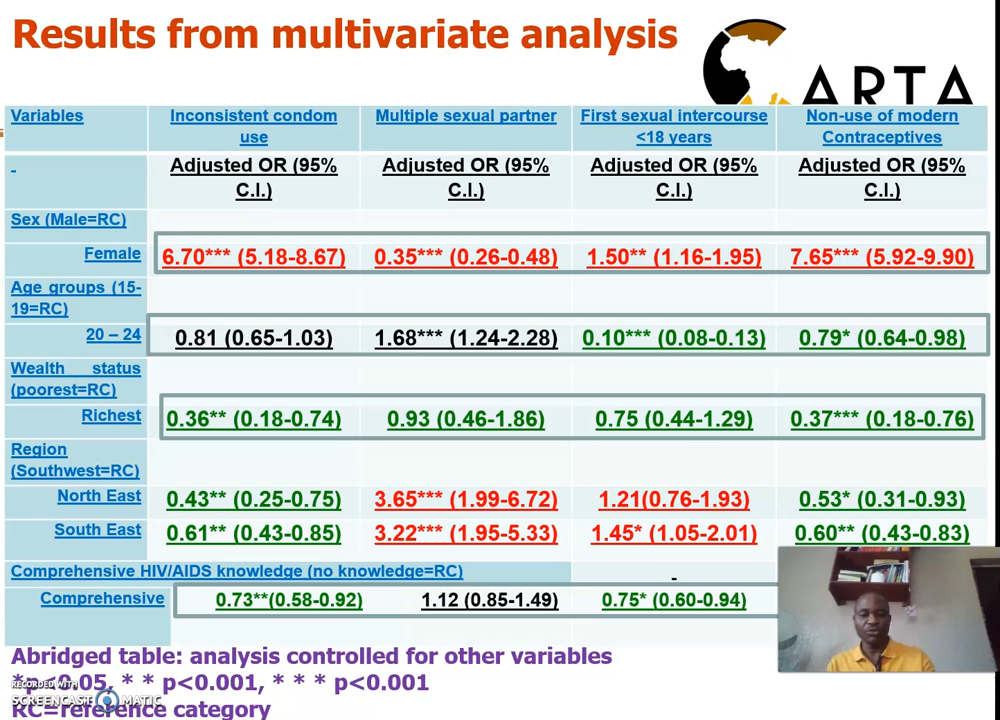 Results from multivariate analysis
ARTA
Variables Inconsistent condom use Multiple sexual partner First sexual intercourse <18 years Non-use of modern Contraceptives
- Adjusted OR (95% C.I.) Adjusted OR (95% C.I.) Adjusted OR (95% C.I.) Adjusted OR (95% C.I.)
Sex (Male=RC)
Female 6.70*** (5.18-8.67) 0.35*** (0.26-0.48) 1.50** (1.16-1.95) 7.65*** (5.92-9.90)
Age groups (15-19=RC)
20 – 24 0.81 (0.65-1.03) 1.68*** (1.24-2.28) 0.10*** (0.08-0.13) 0.79* (0.64-0.98)
Wealth status (poorest=RC)
Richest 0.36** (0.18-0.74) 0.93 (0.46-1.86) 0.75 (0.44-1.29) 0.37*** (0.18-0.76)
Region (Southwest=RC)
North East 0.43** (0.25-0.75) 3.65*** (1.99-6.72) 1.21(0.76-1.93) 0.53* (0.31-0.93)
South East 0.61** (0.43-0.85) 3.22*** (1.95-5.33) 1.45* (1.05-2.01) 0.60** (0.43-0.83)
Comprehensive HIV/AIDS knowledge (no knowledge=RC) -
Comprehensive 0.73**(0.58-0.92) 1.12 (0.85-1.49) 0.75* (0.60-0.94)
Abridged table: analysis controlled for other variables
*p<0.05, * * p<0.001, * * * p<0.001
RECORDED WITH
SCREENCAST MATIC
RC=reference category